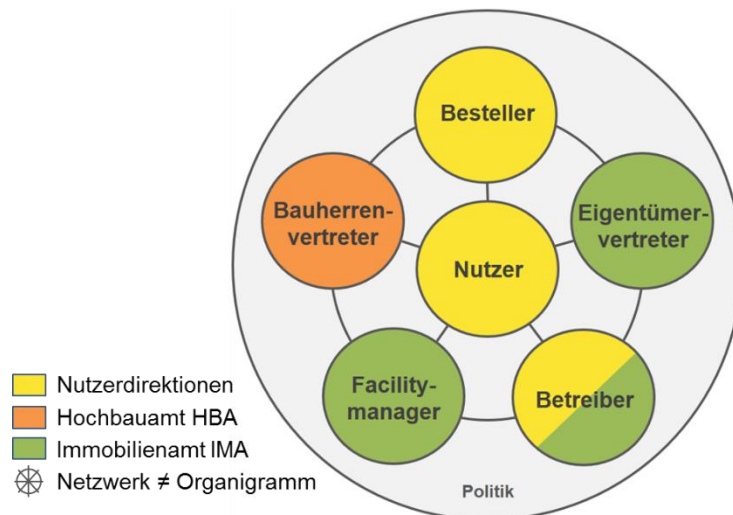 Besteller
Bauherren-
vertreter
Eigentümer-
vertreter
Nutzer
Facility-
manager
Betreiber
Nutzerdirektionen
Hochbauamt HBA
Immobilienamt IMA
Netzwerk ≠ Organigramm
Politik